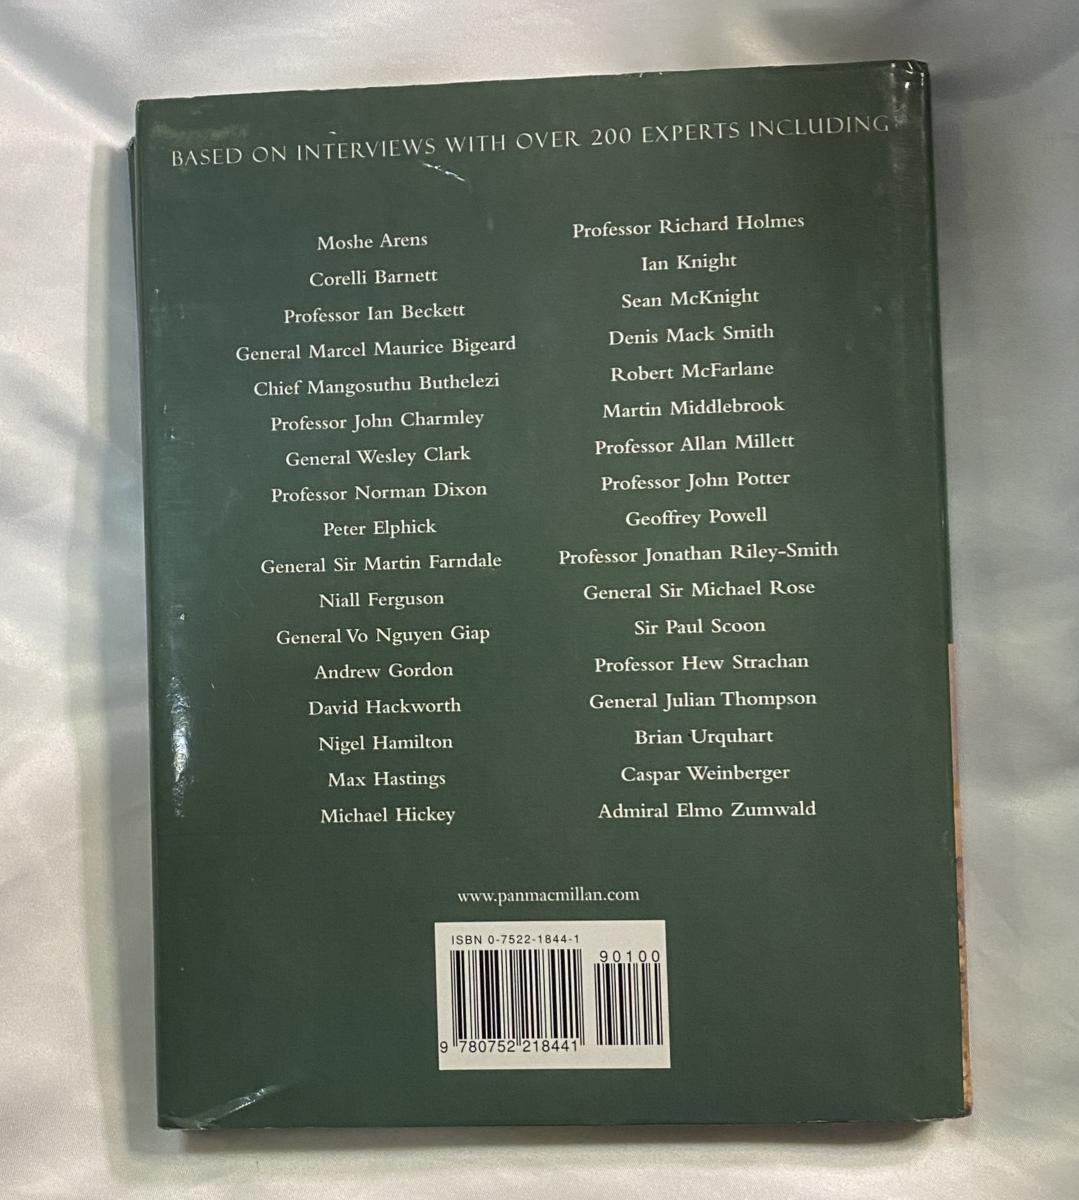 BASED ON INTERVIEWS WITH OVER 200 EXPERTS INCLUDING
Moshe Arens
Corelli Barnett
Professor Ian Beckett
General Marcel Maurice Bigeard
Chief Mangosuthu Buthelezi
Professor John Charmley
General Wesley Clark
Professor Norman Dixon
Peter Elphick
General Sir Martin Farndale
Niall Ferguson
General Vo Nguyen Giap
Andrew Gordon
David Hackworth
Nigel Hamilton
Max Hastings
Michael Hickey
Professor Richard Holmes
Ian Knight
Sean McKnight
Denis Mack Smith
Robert McFarlane
Martin Middlebrook
Professor Allan Millett
Professor John Potter
Geoffrey Powell
Professor Jonathan Riley-Smith
General Sir Michael Rose
Sir Paul Scoon
Professor Hew Strachan
General Julian Thompson
Brian Urquhart
Caspar Weinberger
Admiral Elmo Zumwald
www.panmacmillan.com
ISBN 0-7522-1844-1
90100
9 780752 218441